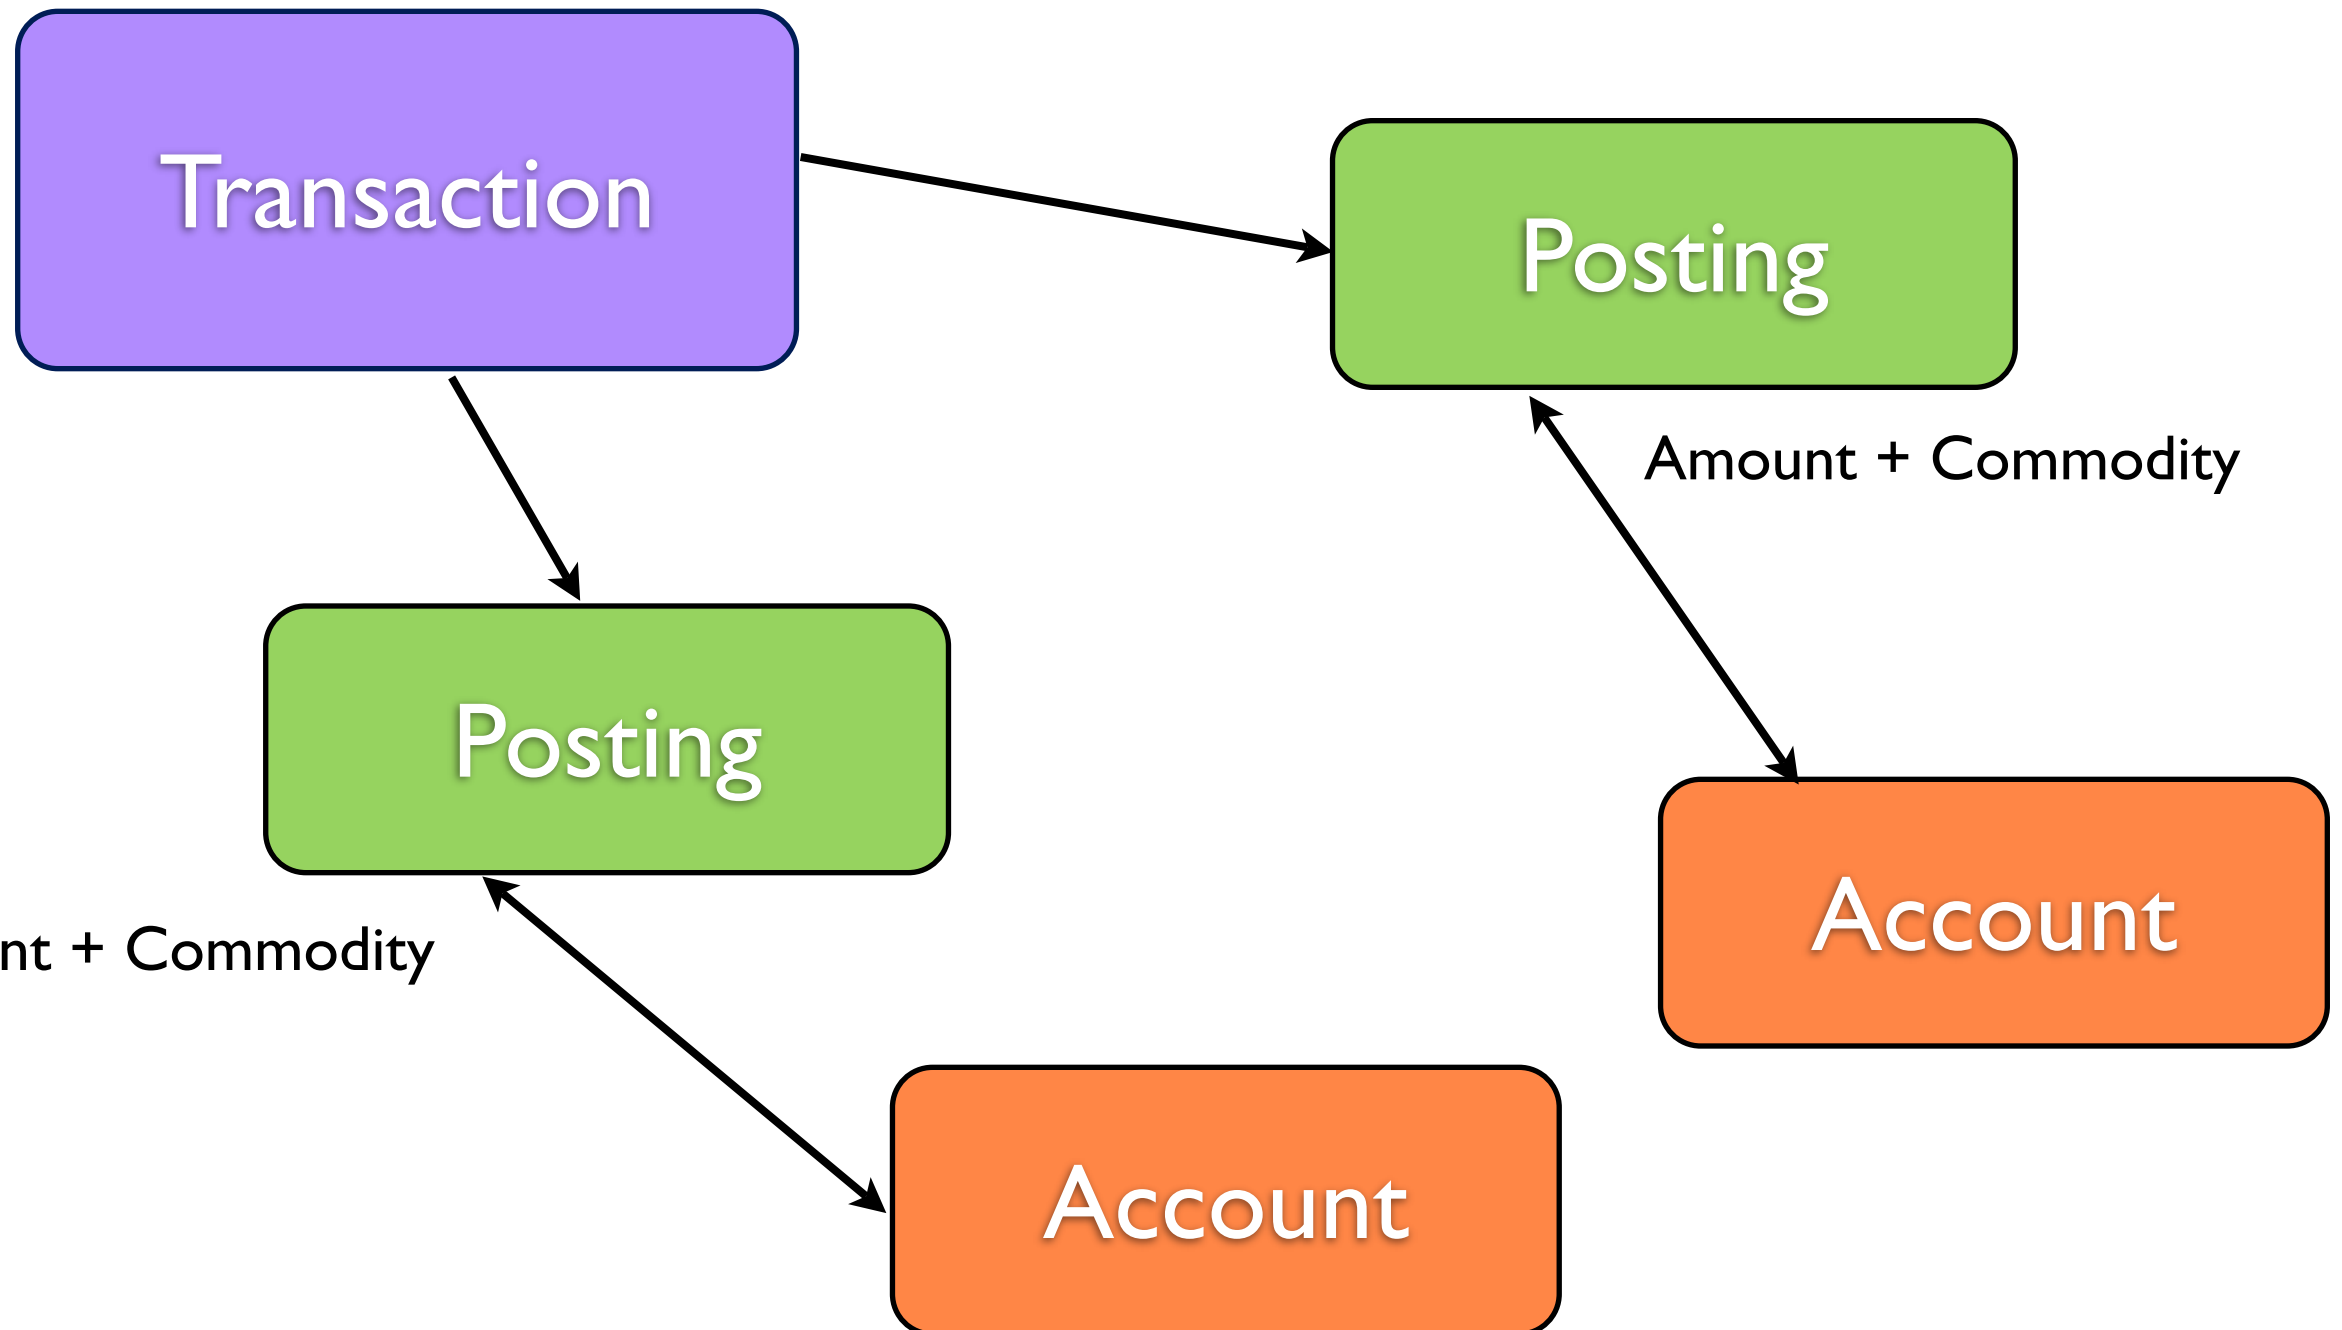 Transaction
Posting
Amount + Commodity
Posting
Account
nt + Commodity
Account